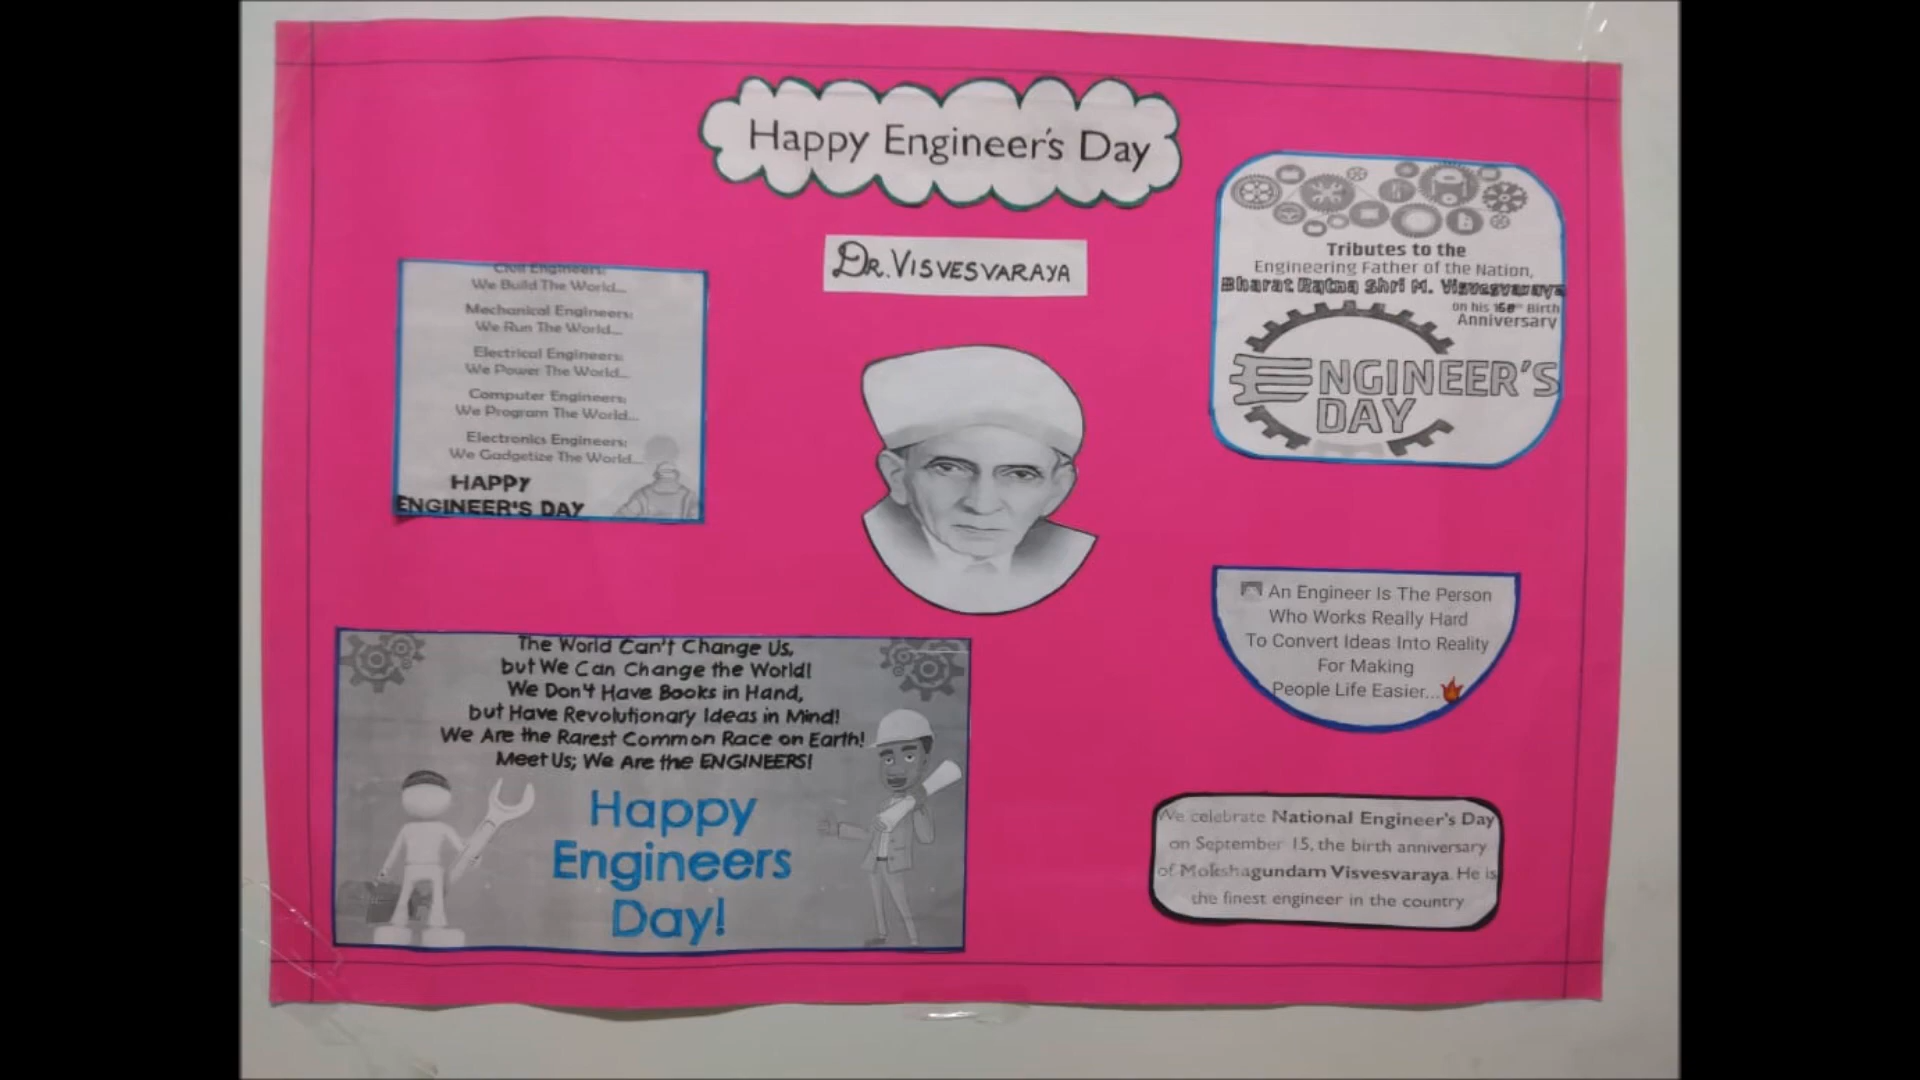 Happy Engineer's Day
DR. VISVESVARAYA
Civil Engineers:
We Build The World...
Mechanical Engineers:
We Run The World...
Electrical Engineers:
We Power The World...
Computer Engineers:
We Program The World...
Electronics Engineers:
We Gadgetize The World...
HAPPY
ENGINEER'S DAY
Tributes to the
Engineering Father of the Nation,
Bharat Ratna Shri M. Visvesvaraya
on his 158th Birth
Anniversary
ENGINEER'S
DAY
An Engineer Is The Person
Who Works Really Hard
To Convert Ideas Into Reality
For Making
People Life Easier...🔥
The World Can't Change Us,
but We Can Change the World!
We Don't Have Books in Hand,
but Have Revolutionary Ideas in Mind!
We Are the Rarest Common Race on Earth!
Meet Us; We Are the ENGINEERS!
Happy
Engineers
Day!
We celebrate National Engineer's Day
on September 15, the birth anniversary
of Mokshagundam Visvesvaraya. He is
the finest engineer in the country